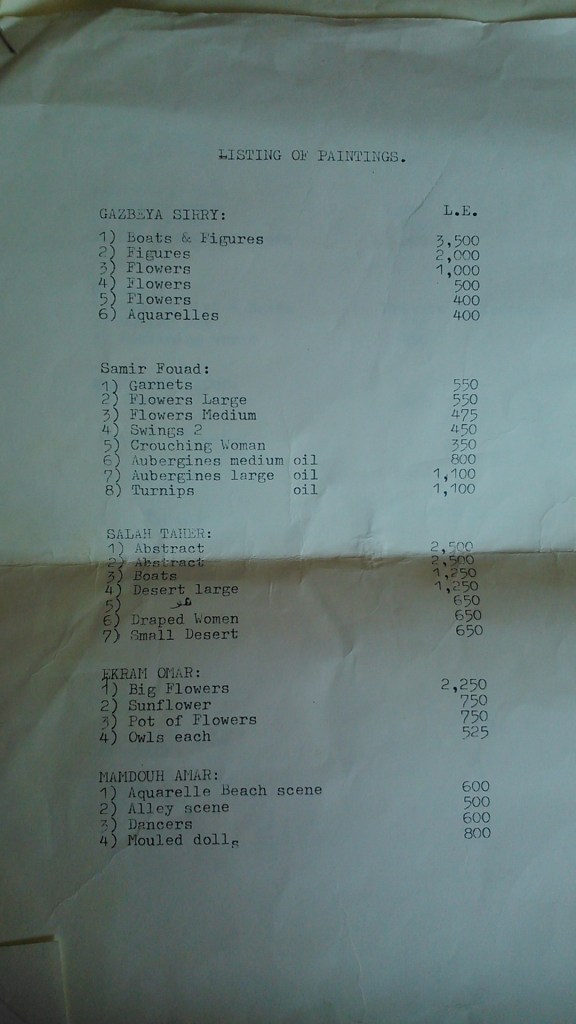 LISTING OF PAINTINGS.
GAZBEYA SIRRY: L.E.
1) Boats & Figures 3,500
2) Figures 2,000
3) Flowers 1,000
4) Flowers 500
5) Flowers 400
6) Aquarelles 400
Samir Fouad:
1) Garnets 550
2) Flowers Large 550
3) Flowers Medium 475
4) Swings 2 450
5) Crouching Woman 350
6) Aubergines medium oil 800
7) Aubergines large oil 1,100
8) Turnips oil 1,100
SALAH TAHER:
1) Abstract 2,500
2) Abstract 2,500
3) Boats 1,250
4) Desert large 1,250
5) هو 650
6) Draped Women 650
7) Small Desert 650
EKRAM OMAR:
1) Big Flowers 2,250
2) Sunflower 750
3) Pot of Flowers 750
4) Owls each 525
MAMDOUH AMAR:
1) Aquarelle Beach scene 600
2) Alley scene 500
3) Dancers 600
4) Mouled dolls 800